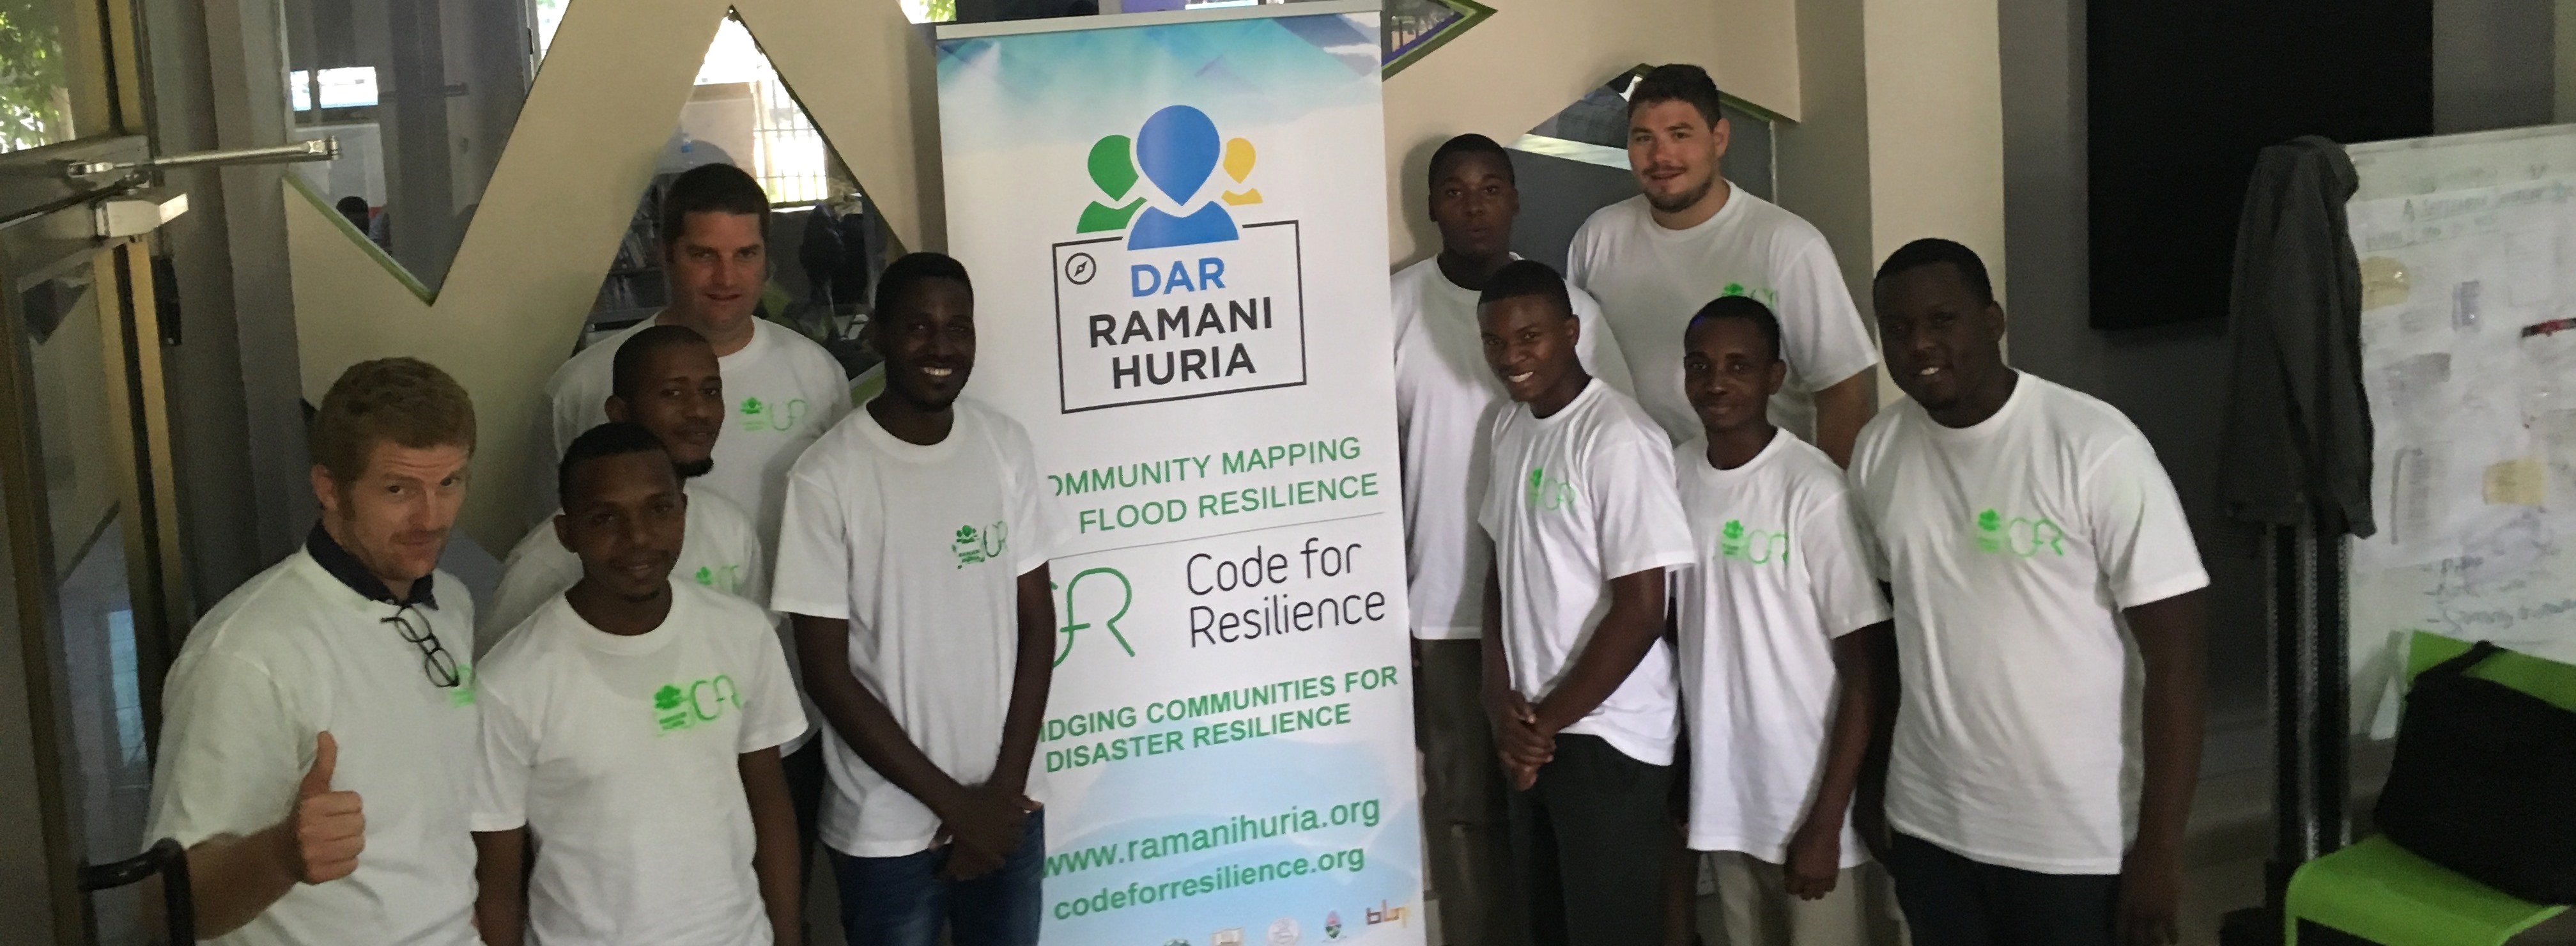 DAR
RAMANI
HURIA
OMMUNITY MAPPING
FLOOD RESILIENCE
CfR
Code for
Resilience
IDGING COMMUNITIES FOR
DISASTER RESILIENCE
www.ramanihuria.org
codeforresilience.org